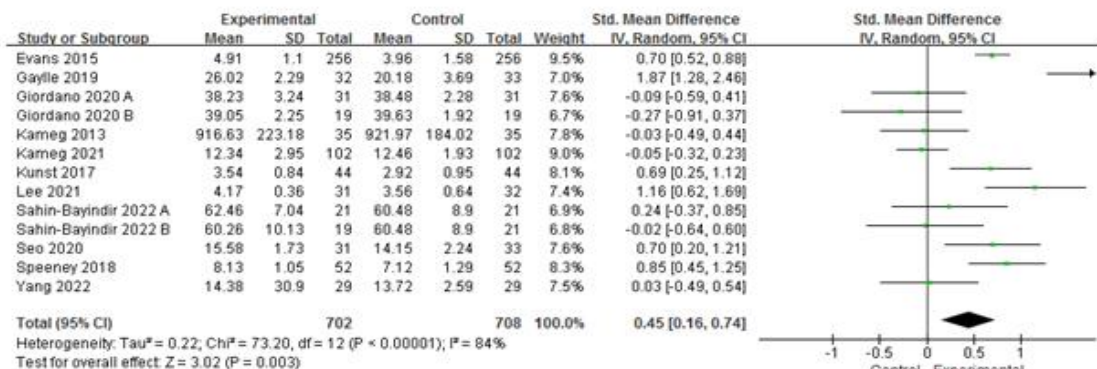 Experimental Control Std. Mean Difference Std. Mean Difference
Study or Subgroup Mean SD Total Mean SD Total Weight IV, Random, 95% CI IV, Random, 95% CI
Evans 2015 4.91 1.1 256 3.96 1.58 256 9.5% 0.70 [0.52, 0.88]
Gaylle 2019 26.02 2.29 32 20.18 3.69 33 7.1% 1.87 [1.28, 2.46]
Giordano 2020 A 38.23 3.24 31 38.48 2.28 31 7.6% -0.09 [-0.59, 0.41]
Giordano 2020 B 39.05 2.25 19 39.63 1.92 19 6.7% -0.27 [-0.91, 0.37]
Kameg 2013 916.63 223.18 35 921.97 184.02 35 7.8% -0.03 [-0.49, 0.44]
Kameg 2021 12.34 2.95 102 12.46 1.93 102 9.0% -0.05 [-0.32, 0.23]
Kunst 2017 3.54 0.84 44 2.92 0.95 44 8.1% 0.69 [0.25, 1.12]
Lee 2021 4.17 0.36 31 3.56 0.64 32 7.4% 1.16 [0.62, 1.69]
Sahin-Bayindir 2022 A 62.46 7.04 21 60.48 8.9 21 6.9% 0.24 [-0.37, 0.85]
Sahin-Bayindir 2022 B 60.26 10.13 19 60.48 8.9 21 6.8% -0.02 [-0.64, 0.60]
Seo 2020 15.58 1.73 31 14.15 2.24 33 7.6% 0.70 [0.20, 1.21]
Speeney 2018 8.13 1.05 52 7.12 1.29 52 8.3% 0.85 [0.45, 1.25]
Yang 2022 14.38 30.9 29 13.72 2.59 29 7.5% 0.03 [-0.49, 0.54]
Total (95% CI) 702 708 100.0% 0.45 [0.16, 0.74]
Heterogeneity: Tau² = 0.22; Chi² = 73.20, df = 12 (P < 0.00001); I² = 84%
Test for overall effect: Z = 3.02 (P = 0.003)
-1 -0.5 0 0.5 1
Control Experimental